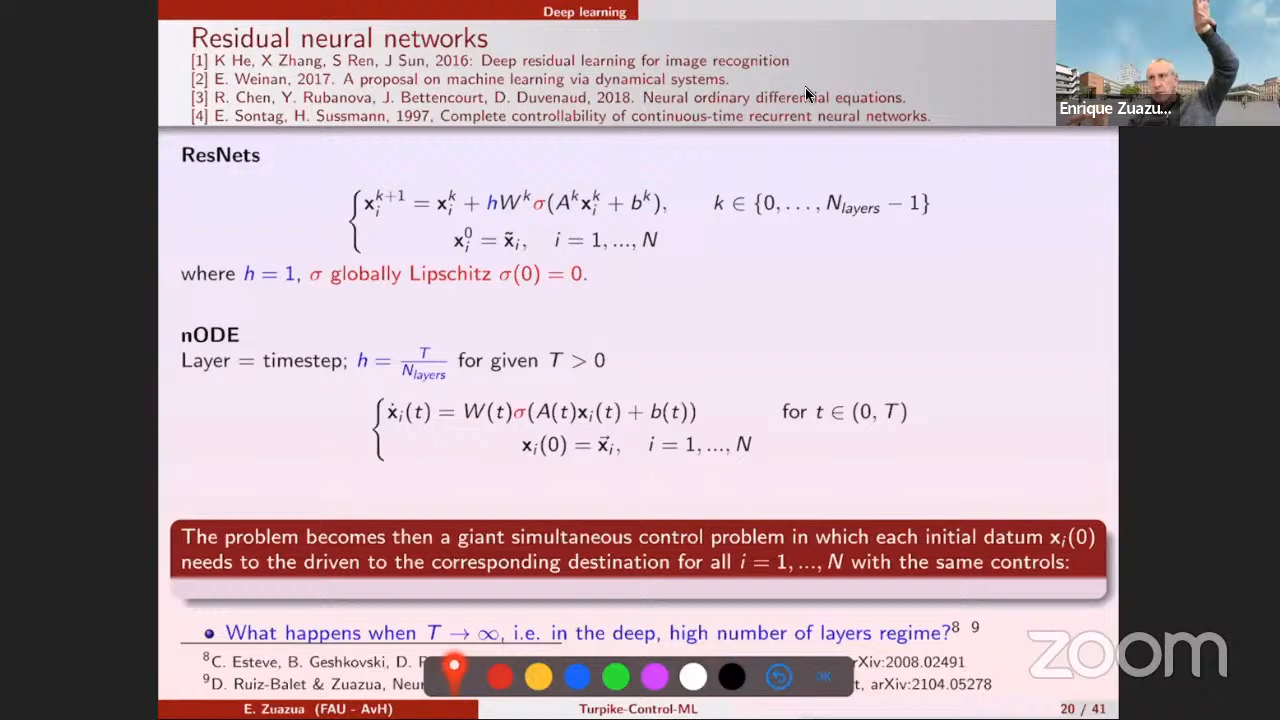 Deep learning
Residual neural networks
[1] K He, X Zhang, S Ren, J Sun, 2016: Deep residual learning for image recognition
[2] E. Weinan, 2017. A proposal on machine learning via dynamical systems.
[3] R. Chen, Y. Rubanova, J. Bettencourt, D. Duvenaud, 2018. Neural ordinary differential equations.
[4] E. Sontag, H. Sussmann, 1997, Complete controllability of continuous-time recurrent neural networks.
Enrique Zuazu...
ResNets
x_i^{k+1} = x_i^k + hW^kσ(A^k x_i^k + b^k), k ∈ {0, . . . , N_layers − 1}
x_i^0 = x̃_i, i = 1, ..., N
where h = 1, σ globally Lipschitz σ(0) = 0.
nODE
Layer = timestep; h = T/N_layers for given T > 0
ẋ_i(t) = W(t)σ(A(t)x_i(t) + b(t)) for t ∈ (0, T)
x_i(0) = x⃗_i, i = 1, ..., N
The problem becomes then a giant simultaneous control problem in which each initial datum x_i(0)
needs to the driven to the corresponding destination for all i = 1, ..., N with the same controls:
What happens when T → ∞, i.e. in the deep, high number of layers regime?8 9
8C. Esteve, B. Geshkovski, D. arXiv:2008.02491
9D. Ruiz-Balet & Zuazua, arXiv:2104.05278
zoom
E. Zuazua (FAU - AvH) Turpike-Control-ML 20 / 41